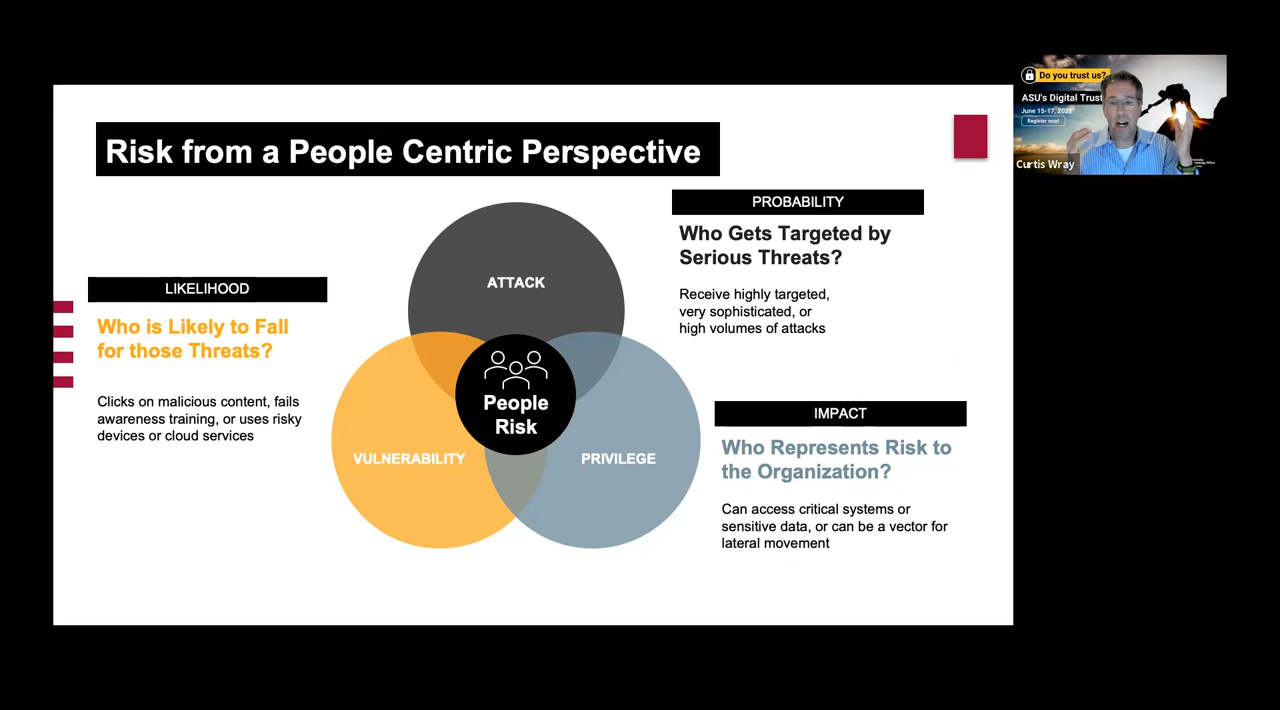 Risk from a People Centric Perspective
PROBABILITY
Who Gets Targeted by
Serious Threats?
Receive highly targeted,
very sophisticated, or
high volumes of attacks
LIKELIHOOD
Who is Likely to Fall
for those Threats?
Clicks on malicious content, fails
awareness training, or uses risky
devices or cloud services
ATTACK
People
Risk
VULNERABILITY
PRIVILEGE
IMPACT
Who Represents Risk to
the Organization?
Can access critical systems or
sensitive data, or can be a vector for
lateral movement
Do you trust us?
ASU's Digital Trust
June 15-17,
Register now!
Curtis Wray